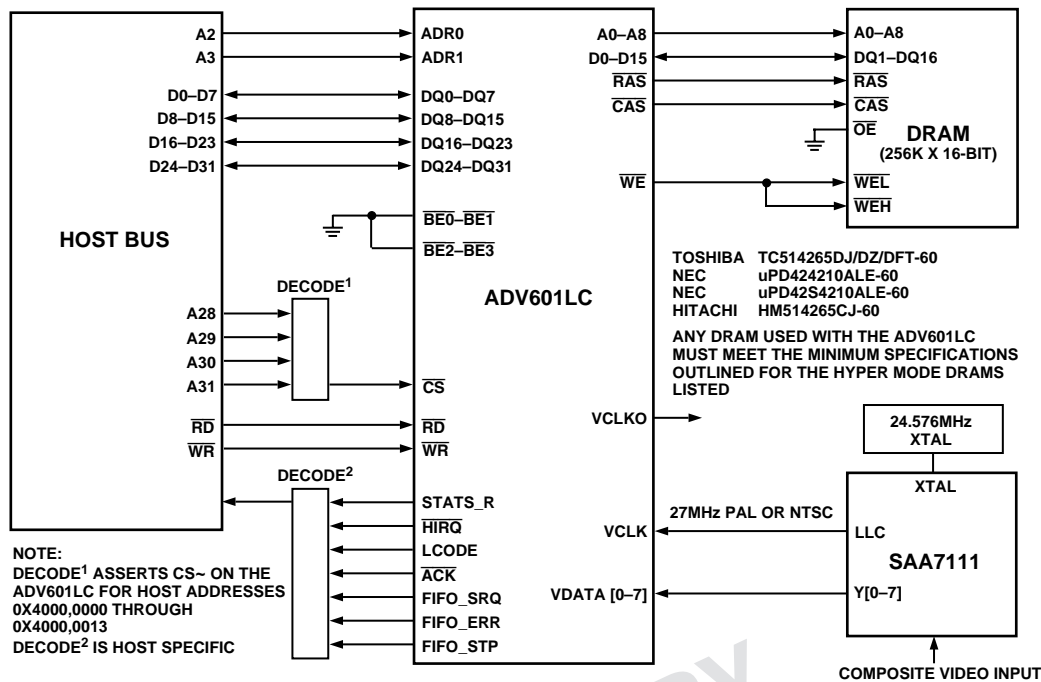 A2
A3
D0–D7
D8–D15
D16–D23
D24–D31
HOST BUS
A28
A29
A30
A31
RD
WR
DECODE1
DECODE2
NOTE:
DECODE1 ASSERTS CS~ ON THE
ADV601LC FOR HOST ADDRESSES
0X4000,0000 THROUGH
0X4000,0013
DECODE2 IS HOST SPECIFIC
ADR0
ADR1
DQ0–DQ7
DQ8–DQ15
DQ16–DQ23
DQ24–DQ31
BE0–BE1
BE2–BE3
ADV601LC
CS
RD
WR
STATS_R
HIRQ
LCODE
ACK
FIFO_SRQ
FIFO_ERR
FIFO_STP
A0–A8
D0–D15
RAS
CAS
WE
VCLKO
VCLK
VDATA [0–7]
A0–A8
DQ1–DQ16
RAS
CAS
OE
DRAM
(256K X 16-BIT)
WEL
WEH
TOSHIBA TC514265DJ/DZ/DFT-60
NEC uPD424210ALE-60
NEC uPD42S4210ALE-60
HITACHI HM514265CJ-60
ANY DRAM USED WITH THE ADV601LC
MUST MEET THE MINIMUM SPECIFICATIONS
OUTLINED FOR THE HYPER MODE DRAMS
LISTED
24.576MHz
XTAL
XTAL
27MHz PAL OR NTSC
LLC
SAA7111
Y[0–7]
COMPOSITE VIDEO INPUT